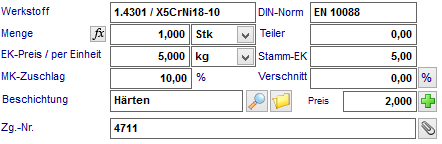 Werkstoff 1.4301 / X5CrNi18-10 DIN-Norm EN 10088
Menge fx 1,000 Stk Teiler 0,00
EK-Preis / per Einheit 5,000 kg Stamm-EK 5,00
MK-Zuschlag 10,00 % Verschnitt 0,00 %
Beschichtung Härten Preis 2,000
Zg.-Nr. 4711